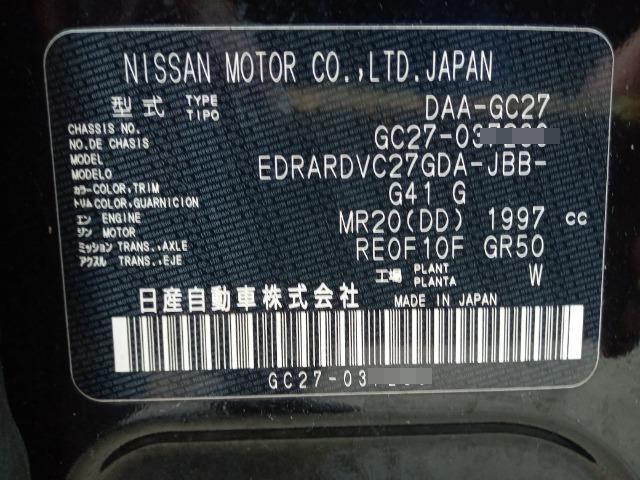 NISSAN MOTOR CO.,LTD.JAPAN
型式 TYPE TIPO DAA-GC27
CHASSIS NO. NO.DE CHASIS GC27-03
MODEL MODELO EDRARDVC27GDA-JBB-
カラー COLOR,TRIM トリム COLOR,GUARNICION G41 G
エン ENGINE ジン MOTOR MR20(DD) 1997 cc
ミッション TRANS.,AXLE アクスル TRANS.,EJE RE0F10F GR50
工場 PLANT PLANTA W
日産自動車株式会社 MADE IN JAPAN
GC27-03